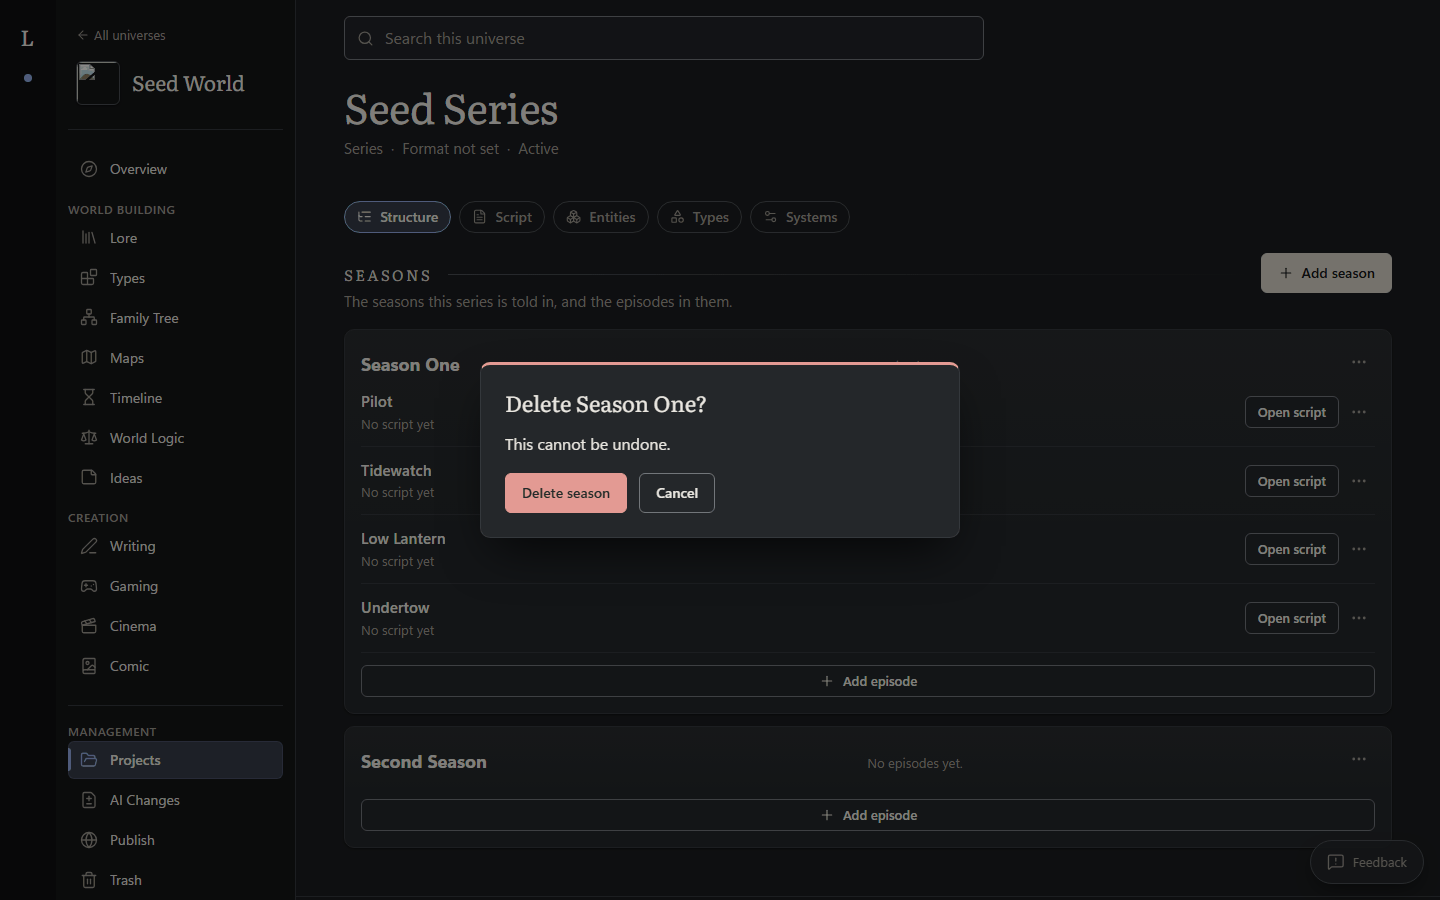 L
All universes
Seed World
Overview
WORLD BUILDING
Lore
Types
Family Tree
Maps
Timeline
World Logic
Ideas
CREATION
Writing
Gaming
Cinema
Comic
MANAGEMENT
Projects
AI Changes
Publish
Trash
Search this universe
Seed Series
Series · Format not set · Active
Structure
Script
Entities
Types
Systems
SEASONS
The seasons this series is told in, and the episodes in them.
Add season
Season One
Pilot
No script yet
Open script
Tidewatch
No script yet
Open script
Low Lantern
No script yet
Open script
Undertow
No script yet
Open script
Add episode
Delete Season One?
This cannot be undone.
Delete season
Cancel
Second Season
No episodes yet.
Add episode
Feedback